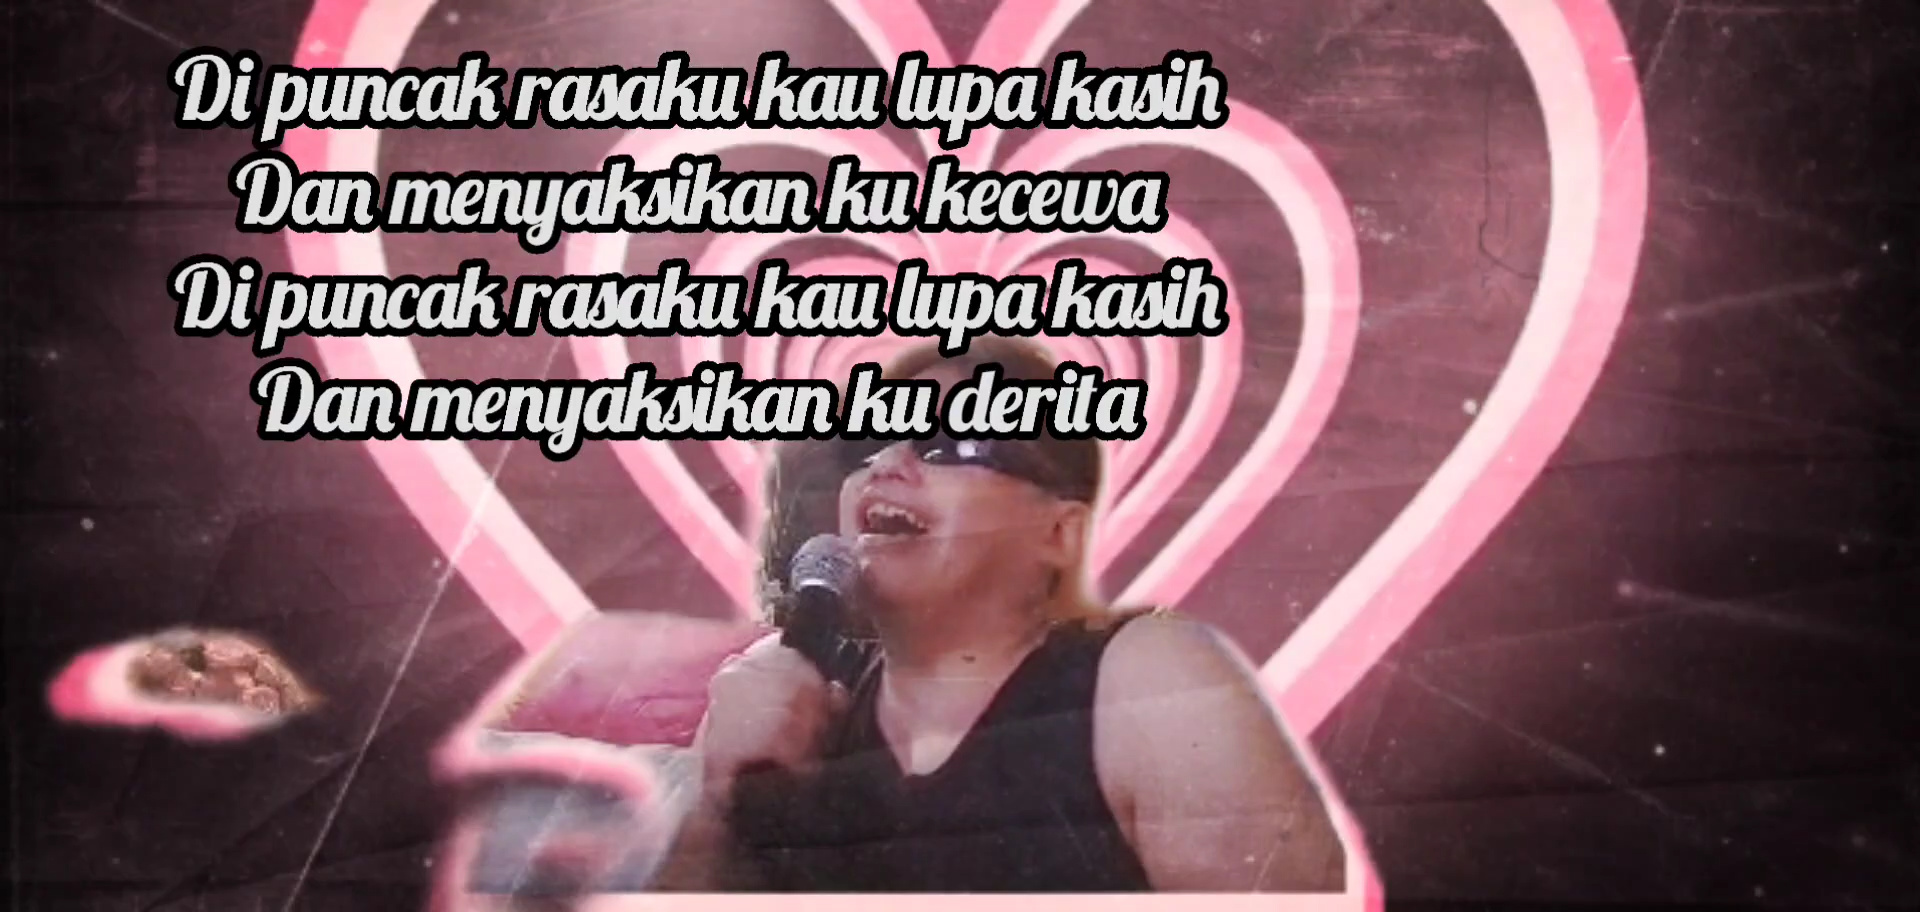 Di puncak rasaku kau lupa kasih
Dan menyaksikan ku kecewa
Di puncak rasaku kau lupa kasih
Dan menyaksikan ku derita